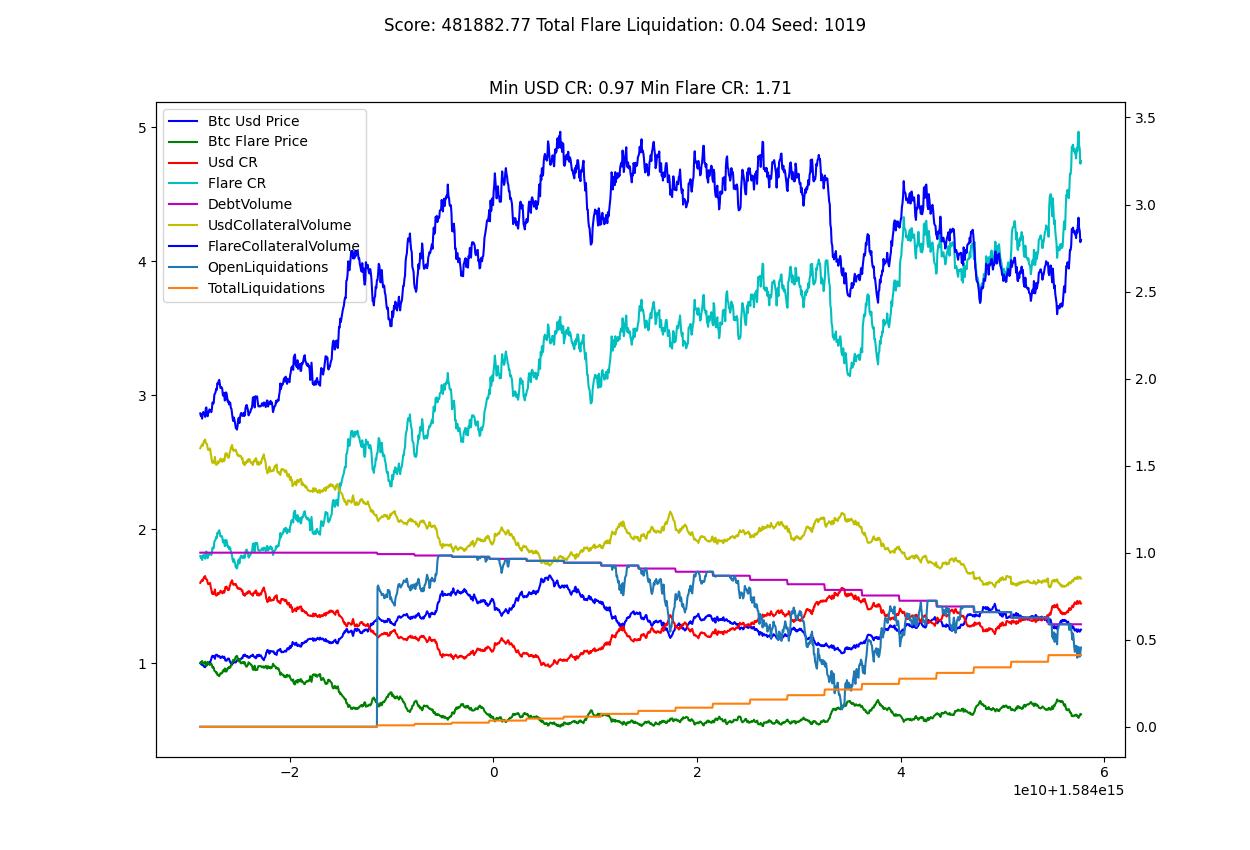 Score: 481882.77 Total Flare Liquidation: 0.04 Seed: 1019
Min USD CR: 0.97 Min Flare CR: 1.71
Btc Usd Price
Btc Flare Price
Usd CR
Flare CR
DebtVolume
UsdCollateralVolume
FlareCollateralVolume
OpenLiquidations
TotalLiquidations
5
4
3
2
1
3.5
3.0
2.5
2.0
1.5
1.0
0.5
0.0
−2
0
2
4
6
1e10+1.584e15